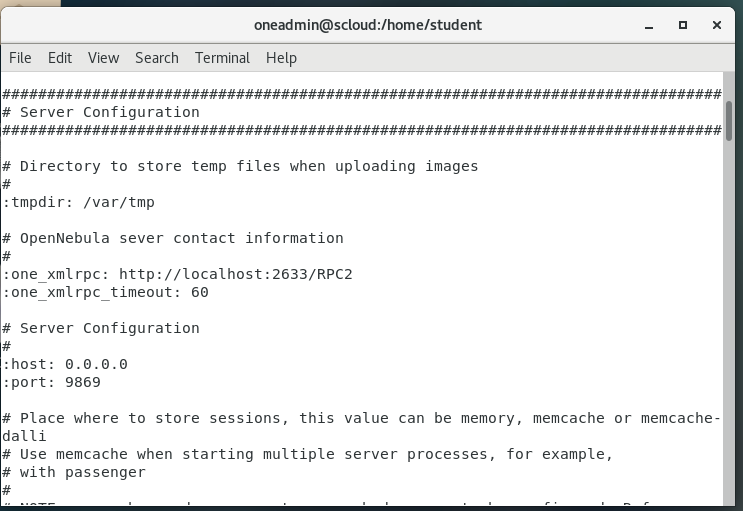 oneadmin@scloud:/home/student
File Edit View Search Terminal Help
################################################################################
# Server Configuration
################################################################################
# Directory to store temp files when uploading images
#
:tmpdir: /var/tmp
# OpenNebula sever contact information
#
:one_xmlrpc: http://localhost:2633/RPC2
:one_xmlrpc_timeout: 60
# Server Configuration
#
:host: 0.0.0.0
:port: 9869
# Place where to store sessions, this value can be memory, memcache or memcache-
dalli
# Use memcache when starting multiple server processes, for example,
# with passenger
#